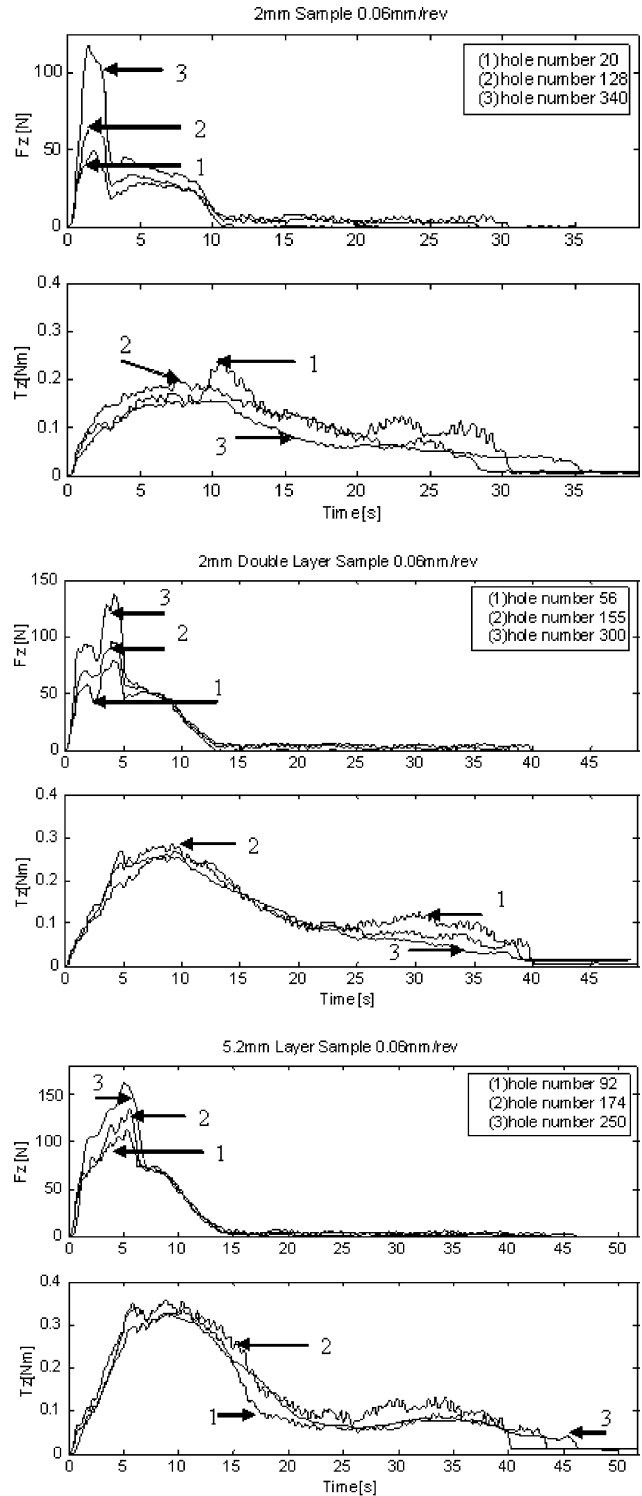 2mm Sample 0.06mm/rev
(1)hole number 20
(2)hole number 128
(3)hole number 340
Fz [N]
100
50
0
3
2
1
0 5 10 15 20 25 30 35
0.4
0.3
0.2
0.1
0
Tz[Nm]
2
1
3
0 5 10 15 20 25 30 35
Time[s]
2mm Double Layer Sample 0.06mm/rev
(1)hole number 56
(2)hole number 155
(3)hole number 300
Fz [N]
150
100
50
0
3
2
1
0 5 10 15 20 25 30 35 40 45
0.4
0.3
0.2
0.1
0
Tz[Nm]
2
1
3
0 5 10 15 20 25 30 35 40 45
Time[s]
5.2mm Layer Sample 0.06mm/rev
(1)hole number 92
(2)hole number 174
(3)hole number 250
Fz [N]
150
100
50
0
3
2
1
0 5 10 15 20 25 30 35 40 45 50
0.4
0.3
0.2
0.1
0
Tz[Nm]
2
1
3
0 5 10 15 20 25 30 35 40 45 50
Time[s]